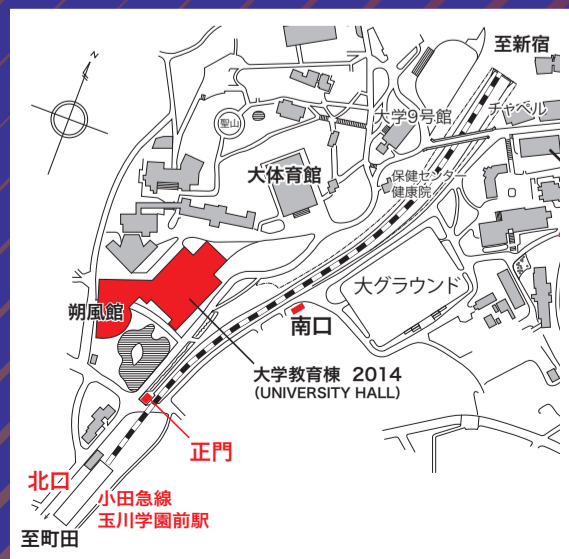 至新宿
N
チャペル
大学9号館
聖山
大体育館
保健センター
健康院
大グラウンド
朔風館
南口
大学教育棟 2014
(UNIVERSITY HALL)
正門
北口
小田急線
玉川学園前駅
至町田